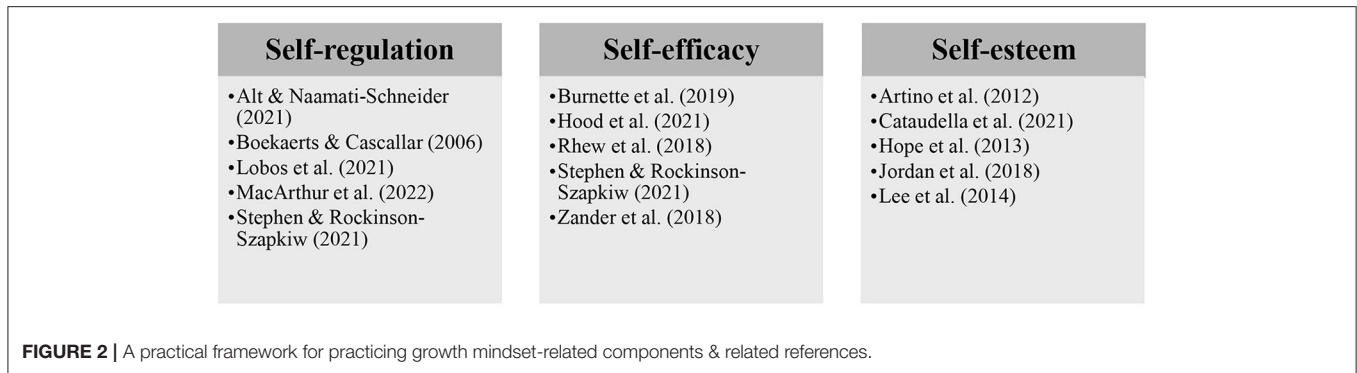 Self-regulation
•Alt & Naamati-Schneider
(2021)
•Boekaerts & Cascallar (2006)
•Lobos et al. (2021)
•MacArthur et al. (2022)
•Stephen & Rockinson-
Szapkiw (2021)
Self-efficacy
•Burnette et al. (2019)
•Hood et al. (2021)
•Rhew et al. (2018)
•Stephen & Rockinson-
Szapkiw (2021)
•Zander et al. (2018)
Self-esteem
•Artino et al. (2012)
•Cataudella et al. (2021)
•Hope et al. (2013)
•Jordan et al. (2018)
•Lee et al. (2014)
FIGURE 2 | A practical framework for practicing growth mindset-related components & related references.